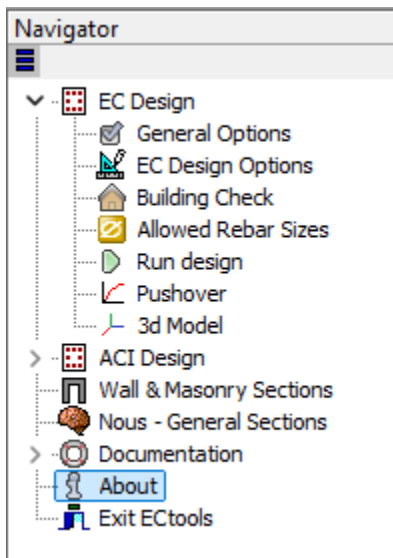 Navigator
EC Design
General Options
EC Design Options
Building Check
Allowed Rebar Sizes
Run design
Pushover
3d Model
ACI Design
Wall & Masonry Sections
Nous - General Sections
Documentation
About
Exit ECtools